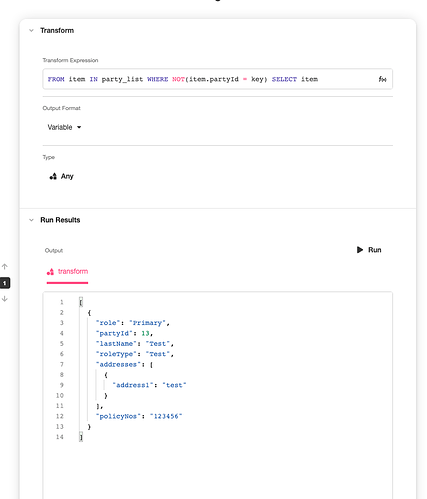 Transform
Transform Expression
FROM item IN party_list WHERE NOT(item.partyId = key) SELECT item
f(x)
Output Format
Variable
Type
Any
Run Results
Output
Run
transform
1
1 [
2 {
3 "role": "Primary",
4 "partyId": 13,
5 "lastName": "Test",
6 "roleType": "Test",
7 "addresses": [
8 {
9 "address1": "test"
10 }
11 ],
12 "policyNos": "123456"
13 }
14 ]